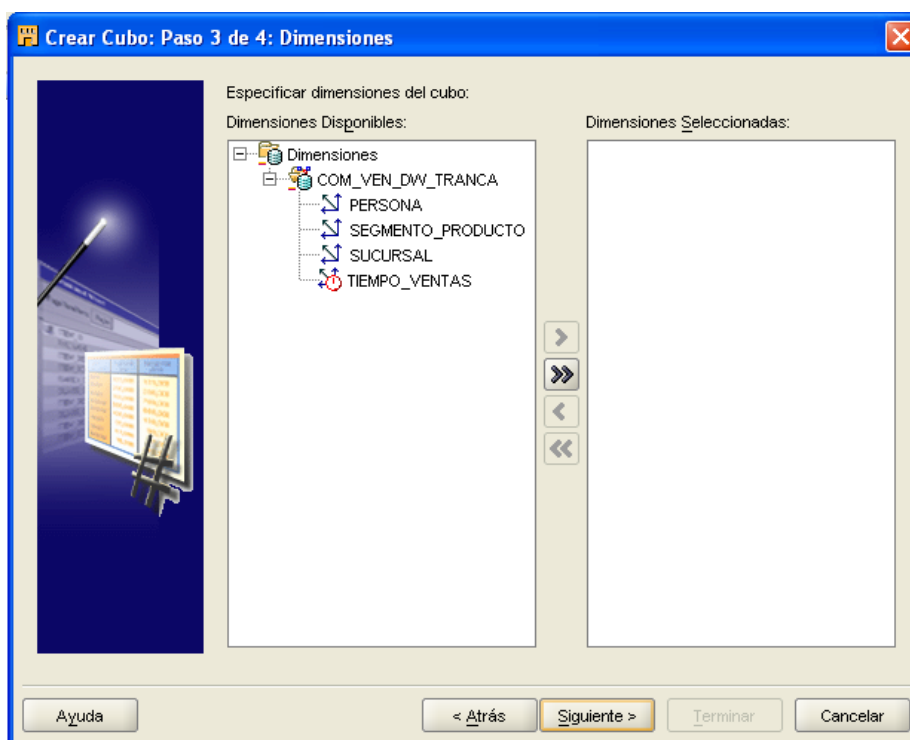 Crear Cubo: Paso 3 de 4: Dimensiones
Especificar dimensiones del cubo:
Dimensiones Disponibles:
Dimensiones Seleccionadas:
Dimensiones
COM_VEN_DW_TRANCA
PERSONA
SEGMENTO_PRODUCTO
SUCURSAL
TIEMPO_VENTAS
Ayuda
< Atrás
Siguiente >
Terminar
Cancelar